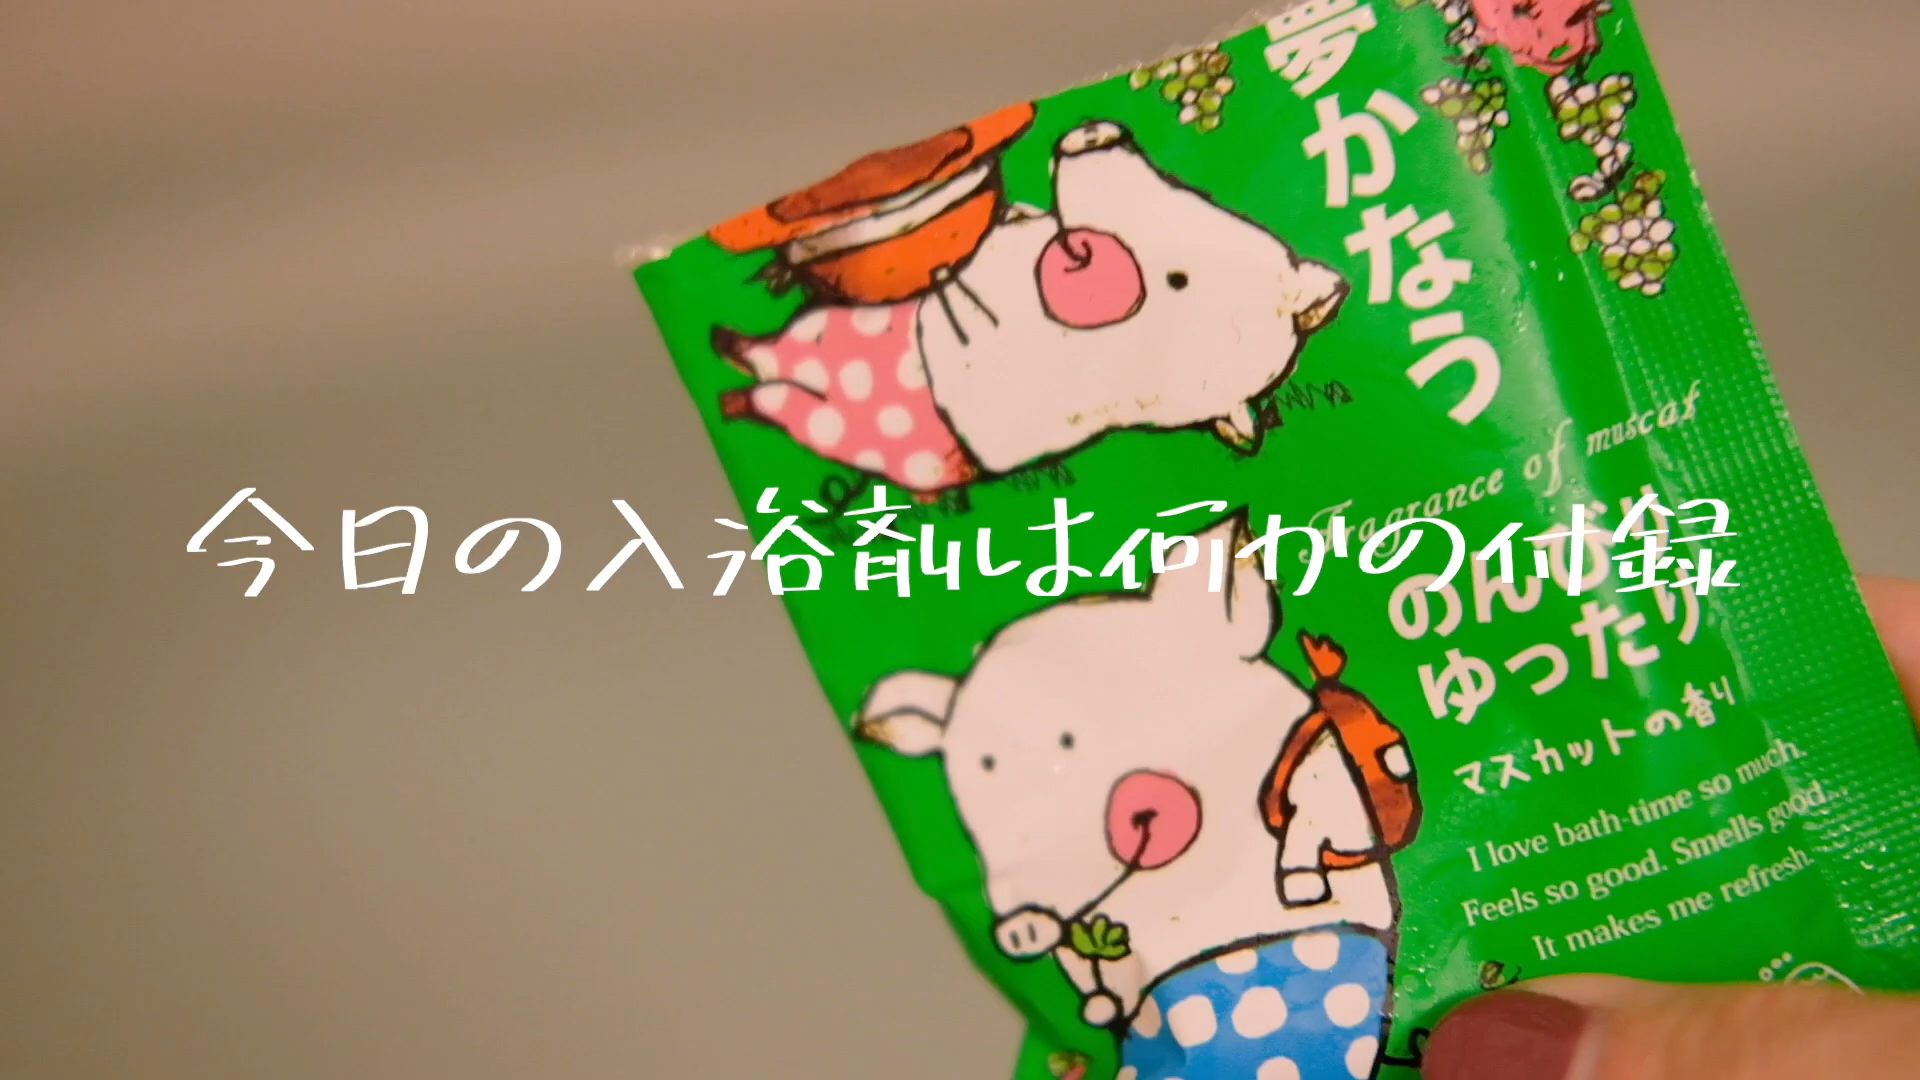 夢かなう
Fragrance of muscat
今日の入浴剤は何かの付録
のんびり
ゆったり
マスカットの香り
I love bath-time so much.
Feels so good. Smells good...
It makes me refresh.